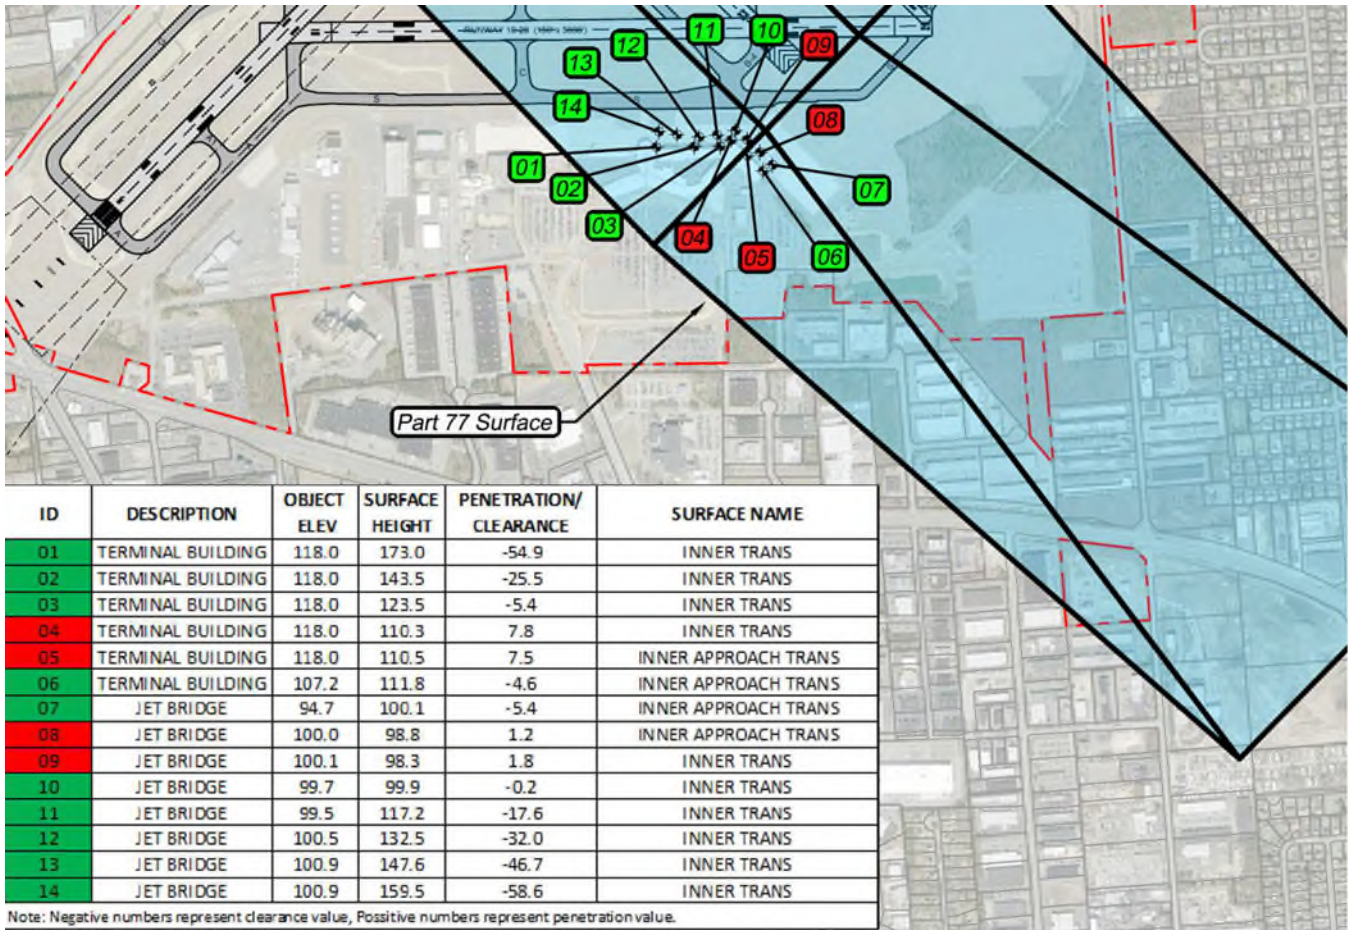 RUNWAY 10-28 (150' x 5000')
11
10
09
12
13
14
08
01
02
07
03
04
05
06
Part 77 Surface
ID DESCRIPTION OBJECT ELEV SURFACE HEIGHT PENETRATION/ CLEARANCE SURFACE NAME
01 TERMINAL BUILDING 118.0 173.0 -54.9 INNER TRANS
02 TERMINAL BUILDING 118.0 143.5 -25.5 INNER TRANS
03 TERMINAL BUILDING 118.0 123.5 -5.4 INNER TRANS
04 TERMINAL BUILDING 118.0 110.3 7.8 INNER TRANS
05 TERMINAL BUILDING 118.0 110.5 7.5 INNER APPROACH TRANS
06 TERMINAL BUILDING 107.2 111.8 -4.6 INNER APPROACH TRANS
07 JET BRIDGE 94.7 100.1 -5.4 INNER APPROACH TRANS
08 JET BRIDGE 100.0 98.8 1.2 INNER APPROACH TRANS
09 JET BRIDGE 100.1 98.3 1.8 INNER TRANS
10 JET BRIDGE 99.7 99.9 -0.2 INNER TRANS
11 JET BRIDGE 99.5 117.2 -17.6 INNER TRANS
12 JET BRIDGE 100.5 132.5 -32.0 INNER TRANS
13 JET BRIDGE 100.9 147.6 -46.7 INNER TRANS
14 JET BRIDGE 100.9 159.5 -58.6 INNER TRANS
Note: Negative numbers represent clearance value, Possitive numbers represent penetration value.